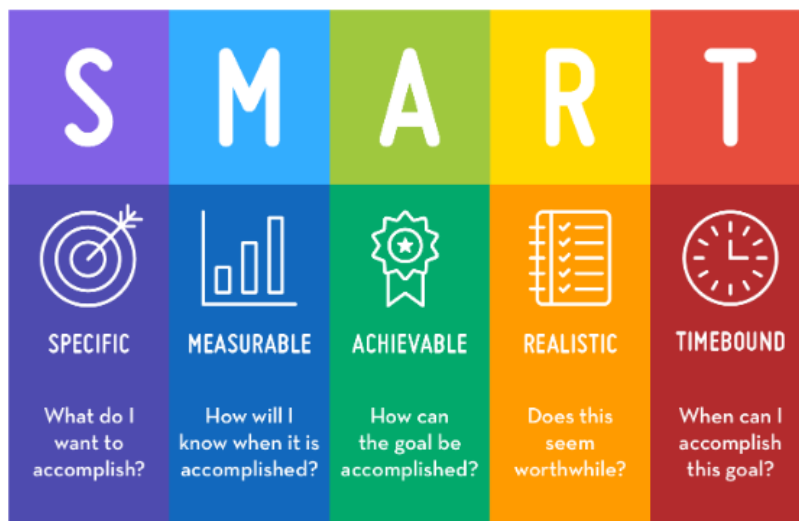 S M A R T
SPECIFIC
MEASURABLE
ACHIEVABLE
REALISTIC
TIMEBOUND
What do I
want to
accomplish?
How will I
know when it is
accomplished?
How can
the goal be
accomplished?
Does this
seem
worthwhile?
When can I
accomplish
this goal?